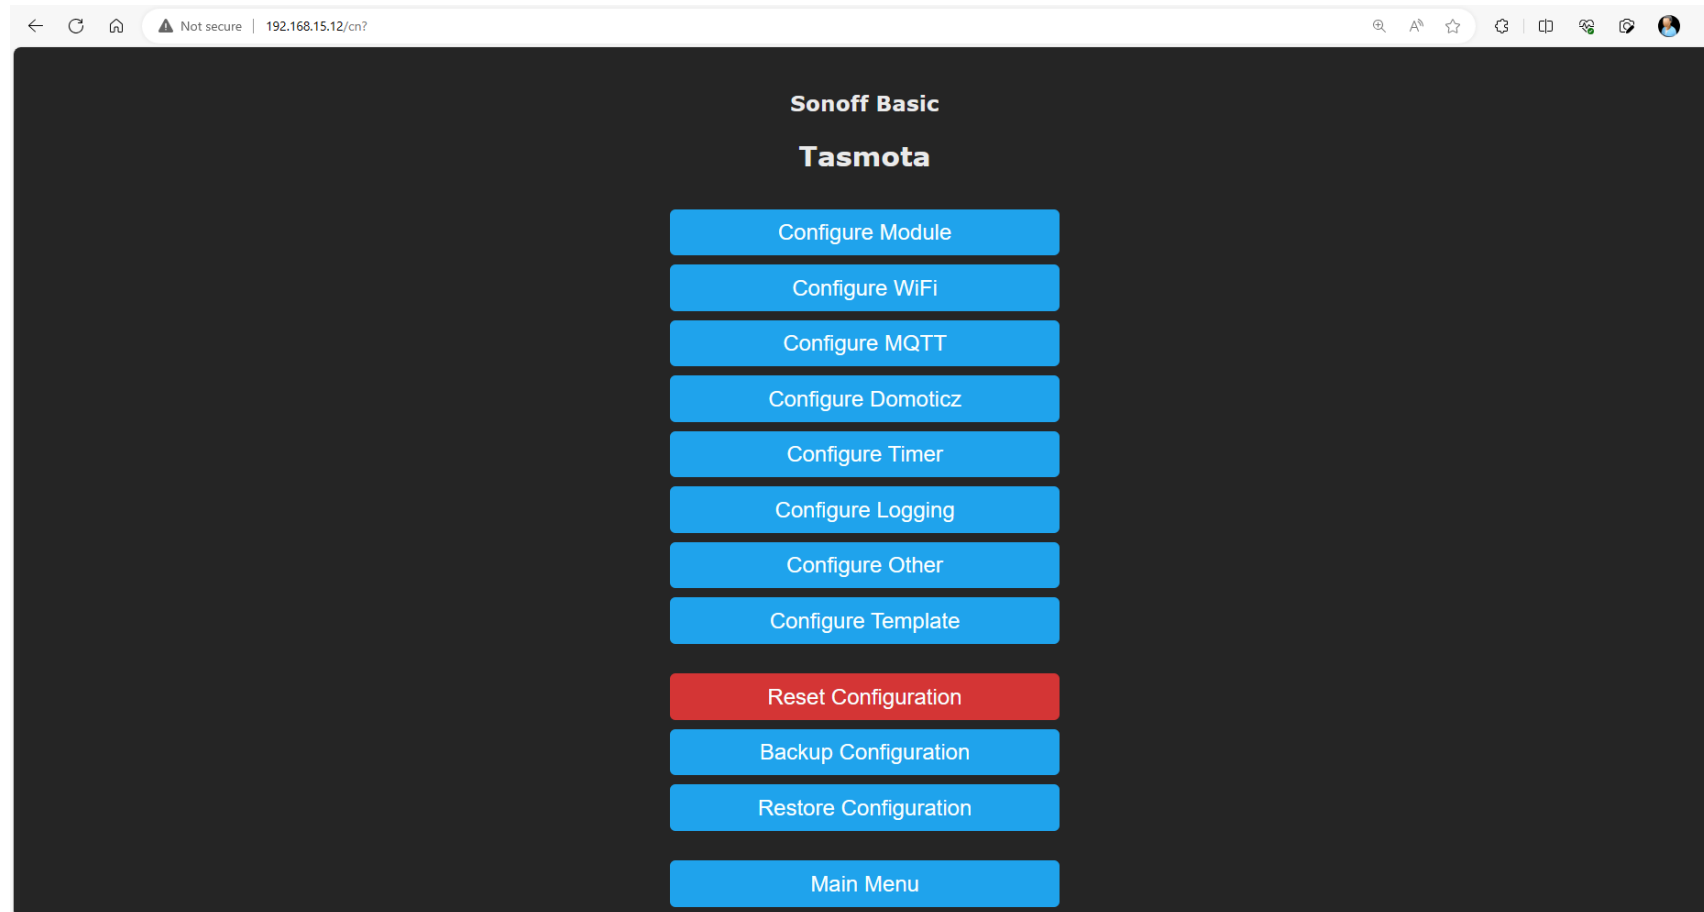 Not secure 192.168.15.12/cn?
Sonoff Basic
Tasmota
Configure Module
Configure WiFi
Configure MQTT
Configure Domoticz
Configure Timer
Configure Logging
Configure Other
Configure Template
Reset Configuration
Backup Configuration
Restore Configuration
Main Menu